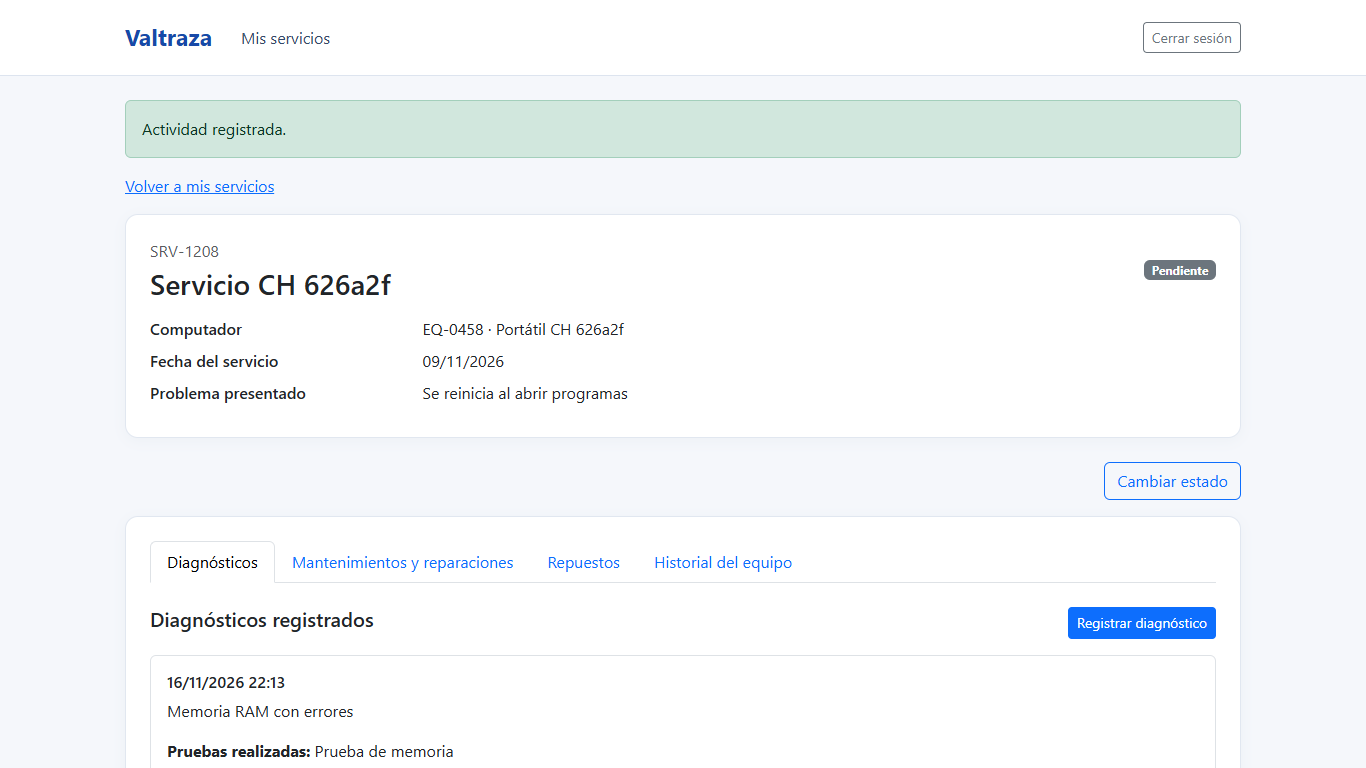 Valtraza
Mis servicios
Cerrar sesión
Actividad registrada.
Volver a mis servicios
SRV-1208
Servicio CH 626a2f
Pendiente
Computador
EQ-0458 · Portátil CH 626a2f
Fecha del servicio
09/11/2026
Problema presentado
Se reinicia al abrir programas
Cambiar estado
Diagnósticos
Mantenimientos y reparaciones
Repuestos
Historial del equipo
Diagnósticos registrados
Registrar diagnóstico
16/11/2026 22:13
Memoria RAM con errores
Pruebas realizadas: Prueba de memoria